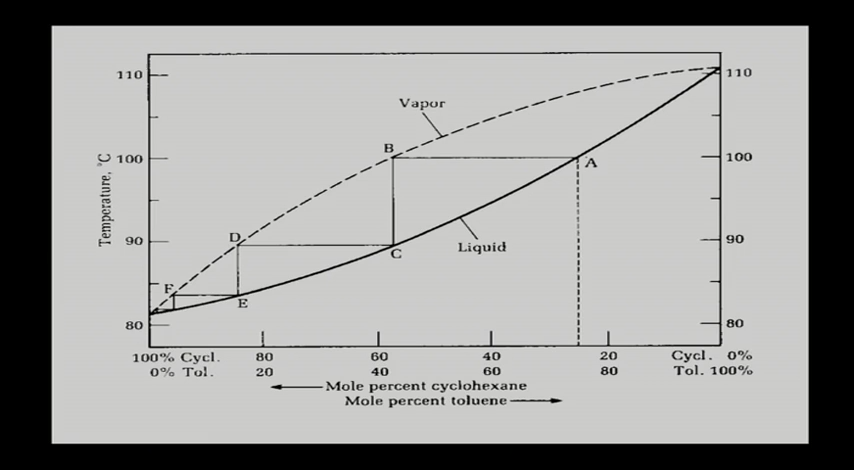 110
110
Vapor
B
100
100
A
Temperature, °C
D
90
90
C
Liquid
F
E
80
80
100% Cycl. 80 60 40 20 Cycl. 0%
0% Tol. 20 40 60 80 Tol. 100%
Mole percent cyclohexane
Mole percent toluene